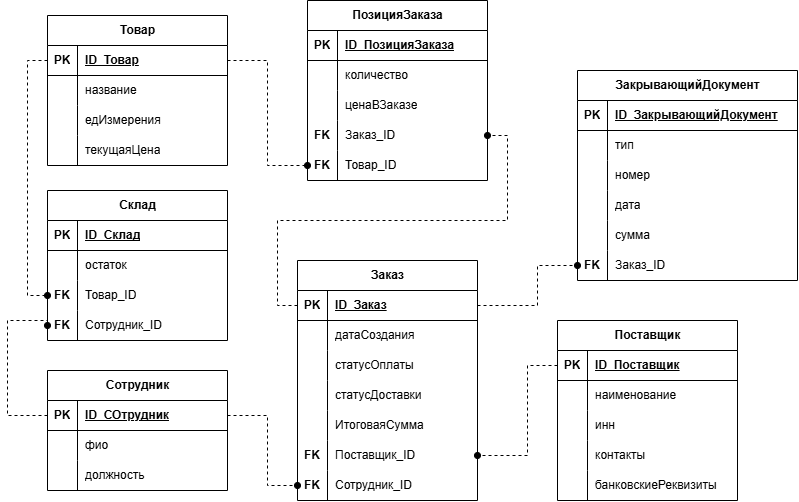 Товар
PK ID_Товар
название
едИзмерения
текущаяЦена
ПозицияЗаказа
PK ID_ПозицияЗаказа
количество
ценаВЗаказе
FK Заказ_ID
FK Товар_ID
ЗакрывающийДокумент
PK ID_ЗакрывающийДокумент
тип
номер
дата
сумма
FK Заказ_ID
Склад
PK ID_Склад
остаток
FK Товар_ID
FK Сотрудник_ID
Заказ
PK ID_Заказ
датаСоздания
статусОплаты
статусДоставки
ИтоговаяСумма
FK Поставщик_ID
FK Сотрудник_ID
Поставщик
PK ID_Поставщик
наименование
инн
контакты
банковскиеРеквизиты
Сотрудник
PK ID_СОтрудник
фио
должность